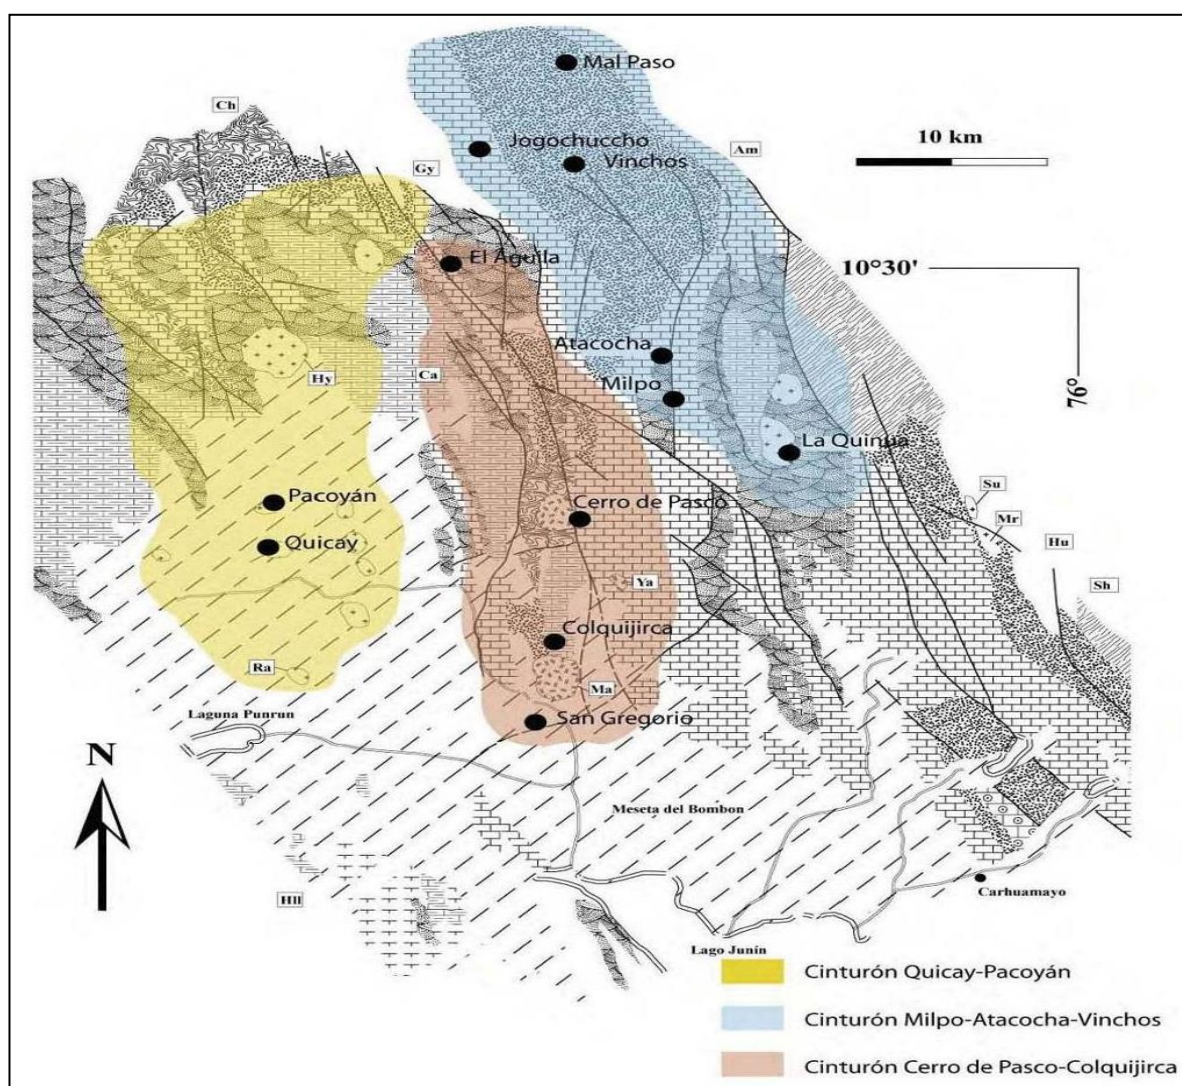 Mal Paso
Ch
Jogochuccho
Vinchos
Gy
Am
10 km
El Aguila
10°30'
Atacocha
Hy
Ca
Milpo
76°
La Quinua
Pacoyán
Cerro de Pasco
Su
Mr
Quicay
Hu
Ya
Sh
Colquijirca
Ra
Ma
Laguna Punrun
San Gregorio
N
Meseta del Bombon
Hll
Carhuamayo
Lago Junín
Cinturón Quicay-Pacoyán
Cinturón Milpo-Atacocha-Vinchos
Cinturón Cerro de Pasco-Colquijirca